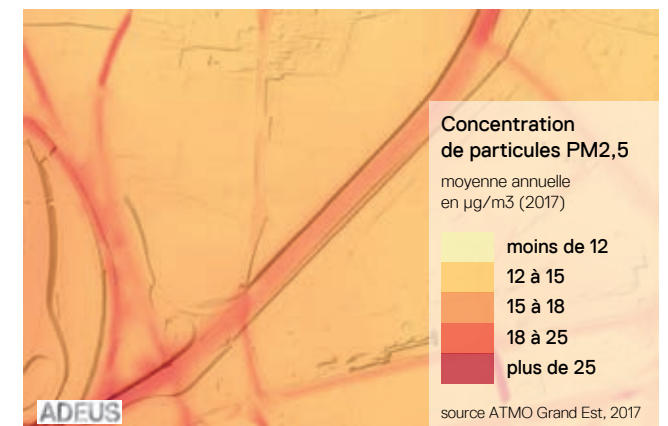 Concentration
de particules PM2,5
moyenne annuelle
en µg/m3 (2017)
moins de 12
12 à 15
15 à 18
18 à 25
plus de 25
source ATMO Grand Est, 2017
ADEUS